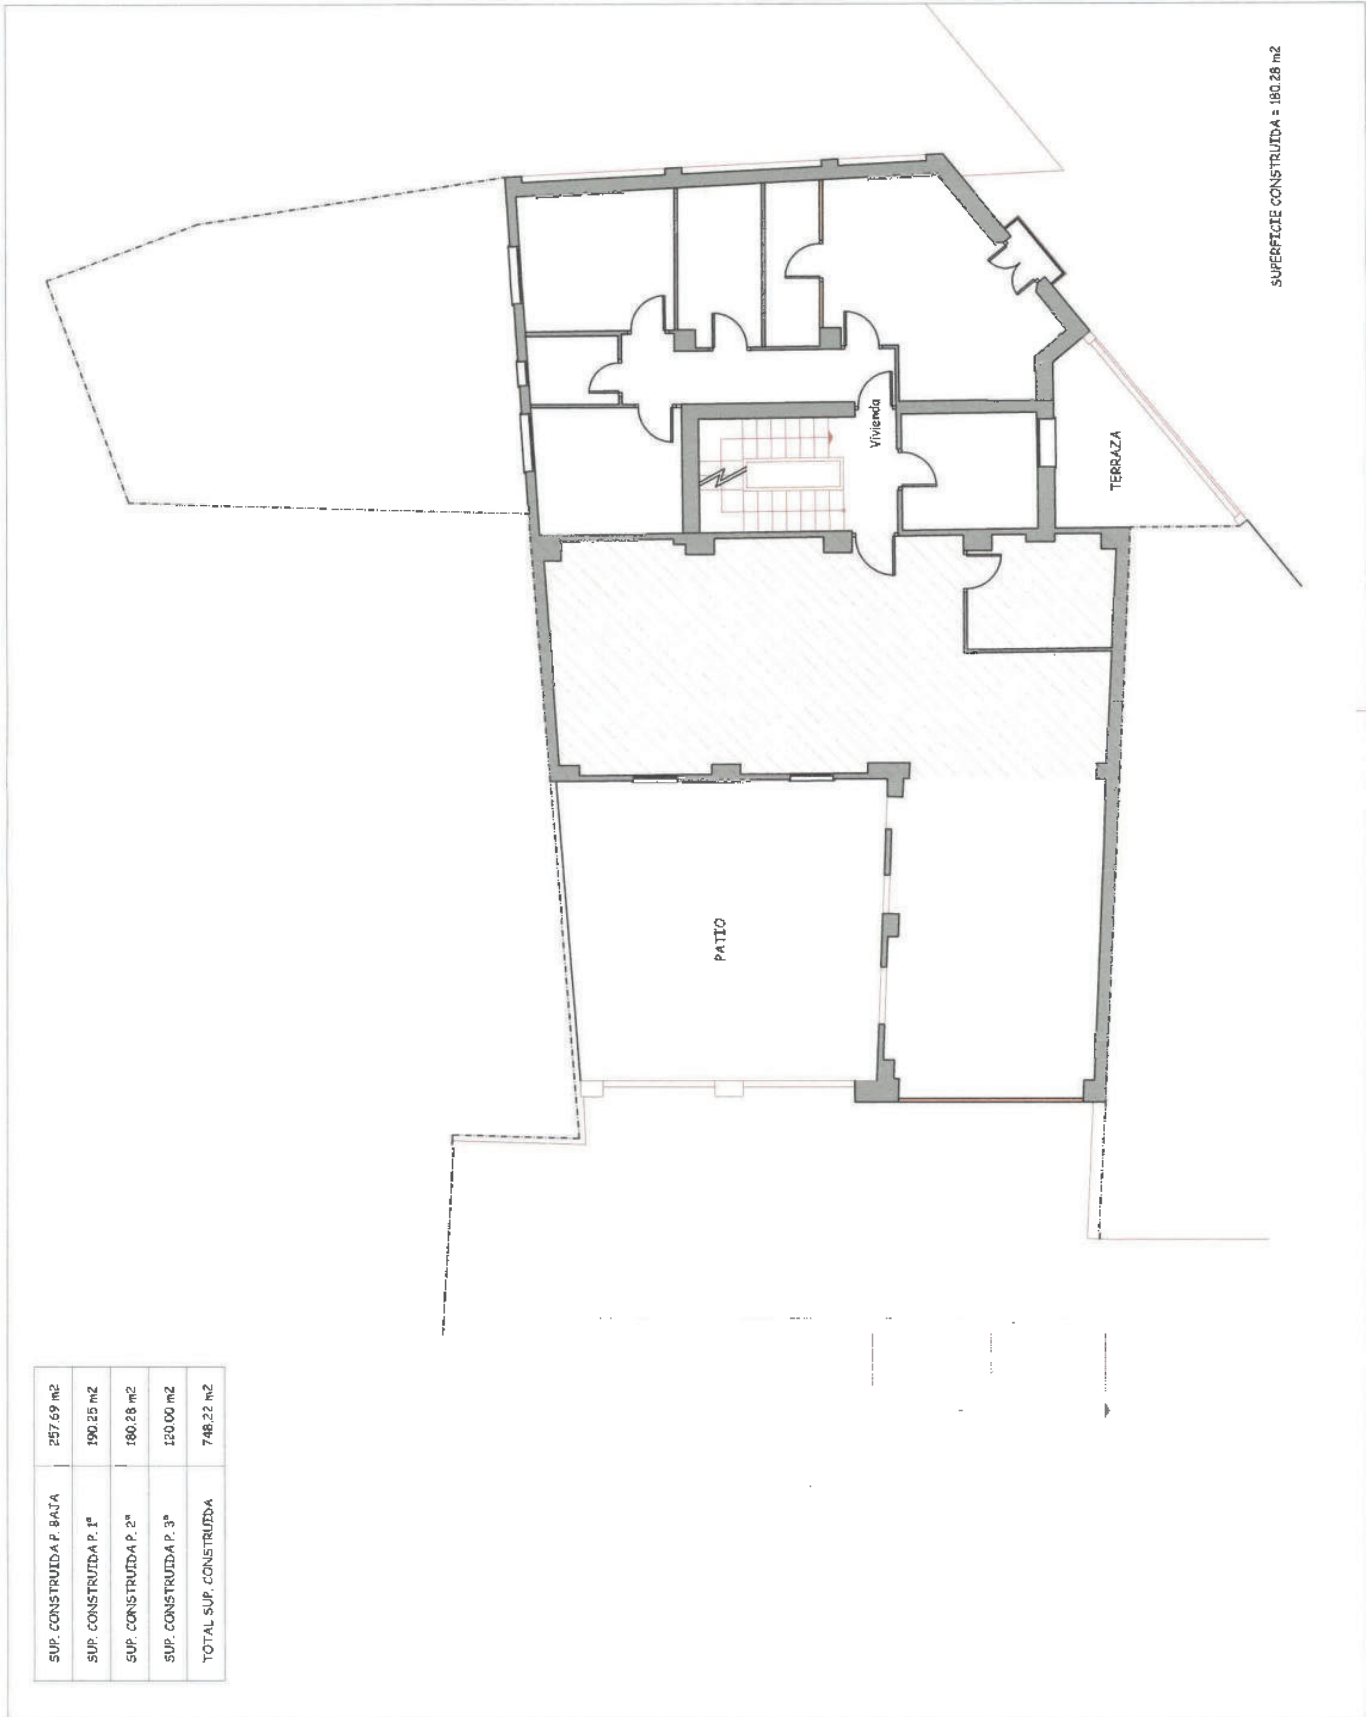 SUP. CONSTRUIDA P. BAJA 257.69 m2
SUP. CONSTRUIDA P. 1ª 190.25 m2
SUP. CONSTRUIDA P. 2ª 180.28 m2
SUP. CONSTRUIDA P. 3ª 120.00 m2
TOTAL SUP. CONSTRUIDA 748.22 m2
PATIO
Vivienda
TERRAZA
SUPERFICIE CONSTRUIDA = 180.28 m2